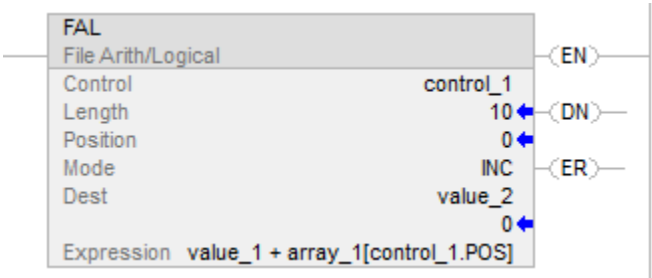 FAL
File Arith/Logical
EN
Control control_1
Length 10
DN
Position 0
Mode INC
ER
Dest value_2
0
Expression value_1 + array_1[control_1.POS]